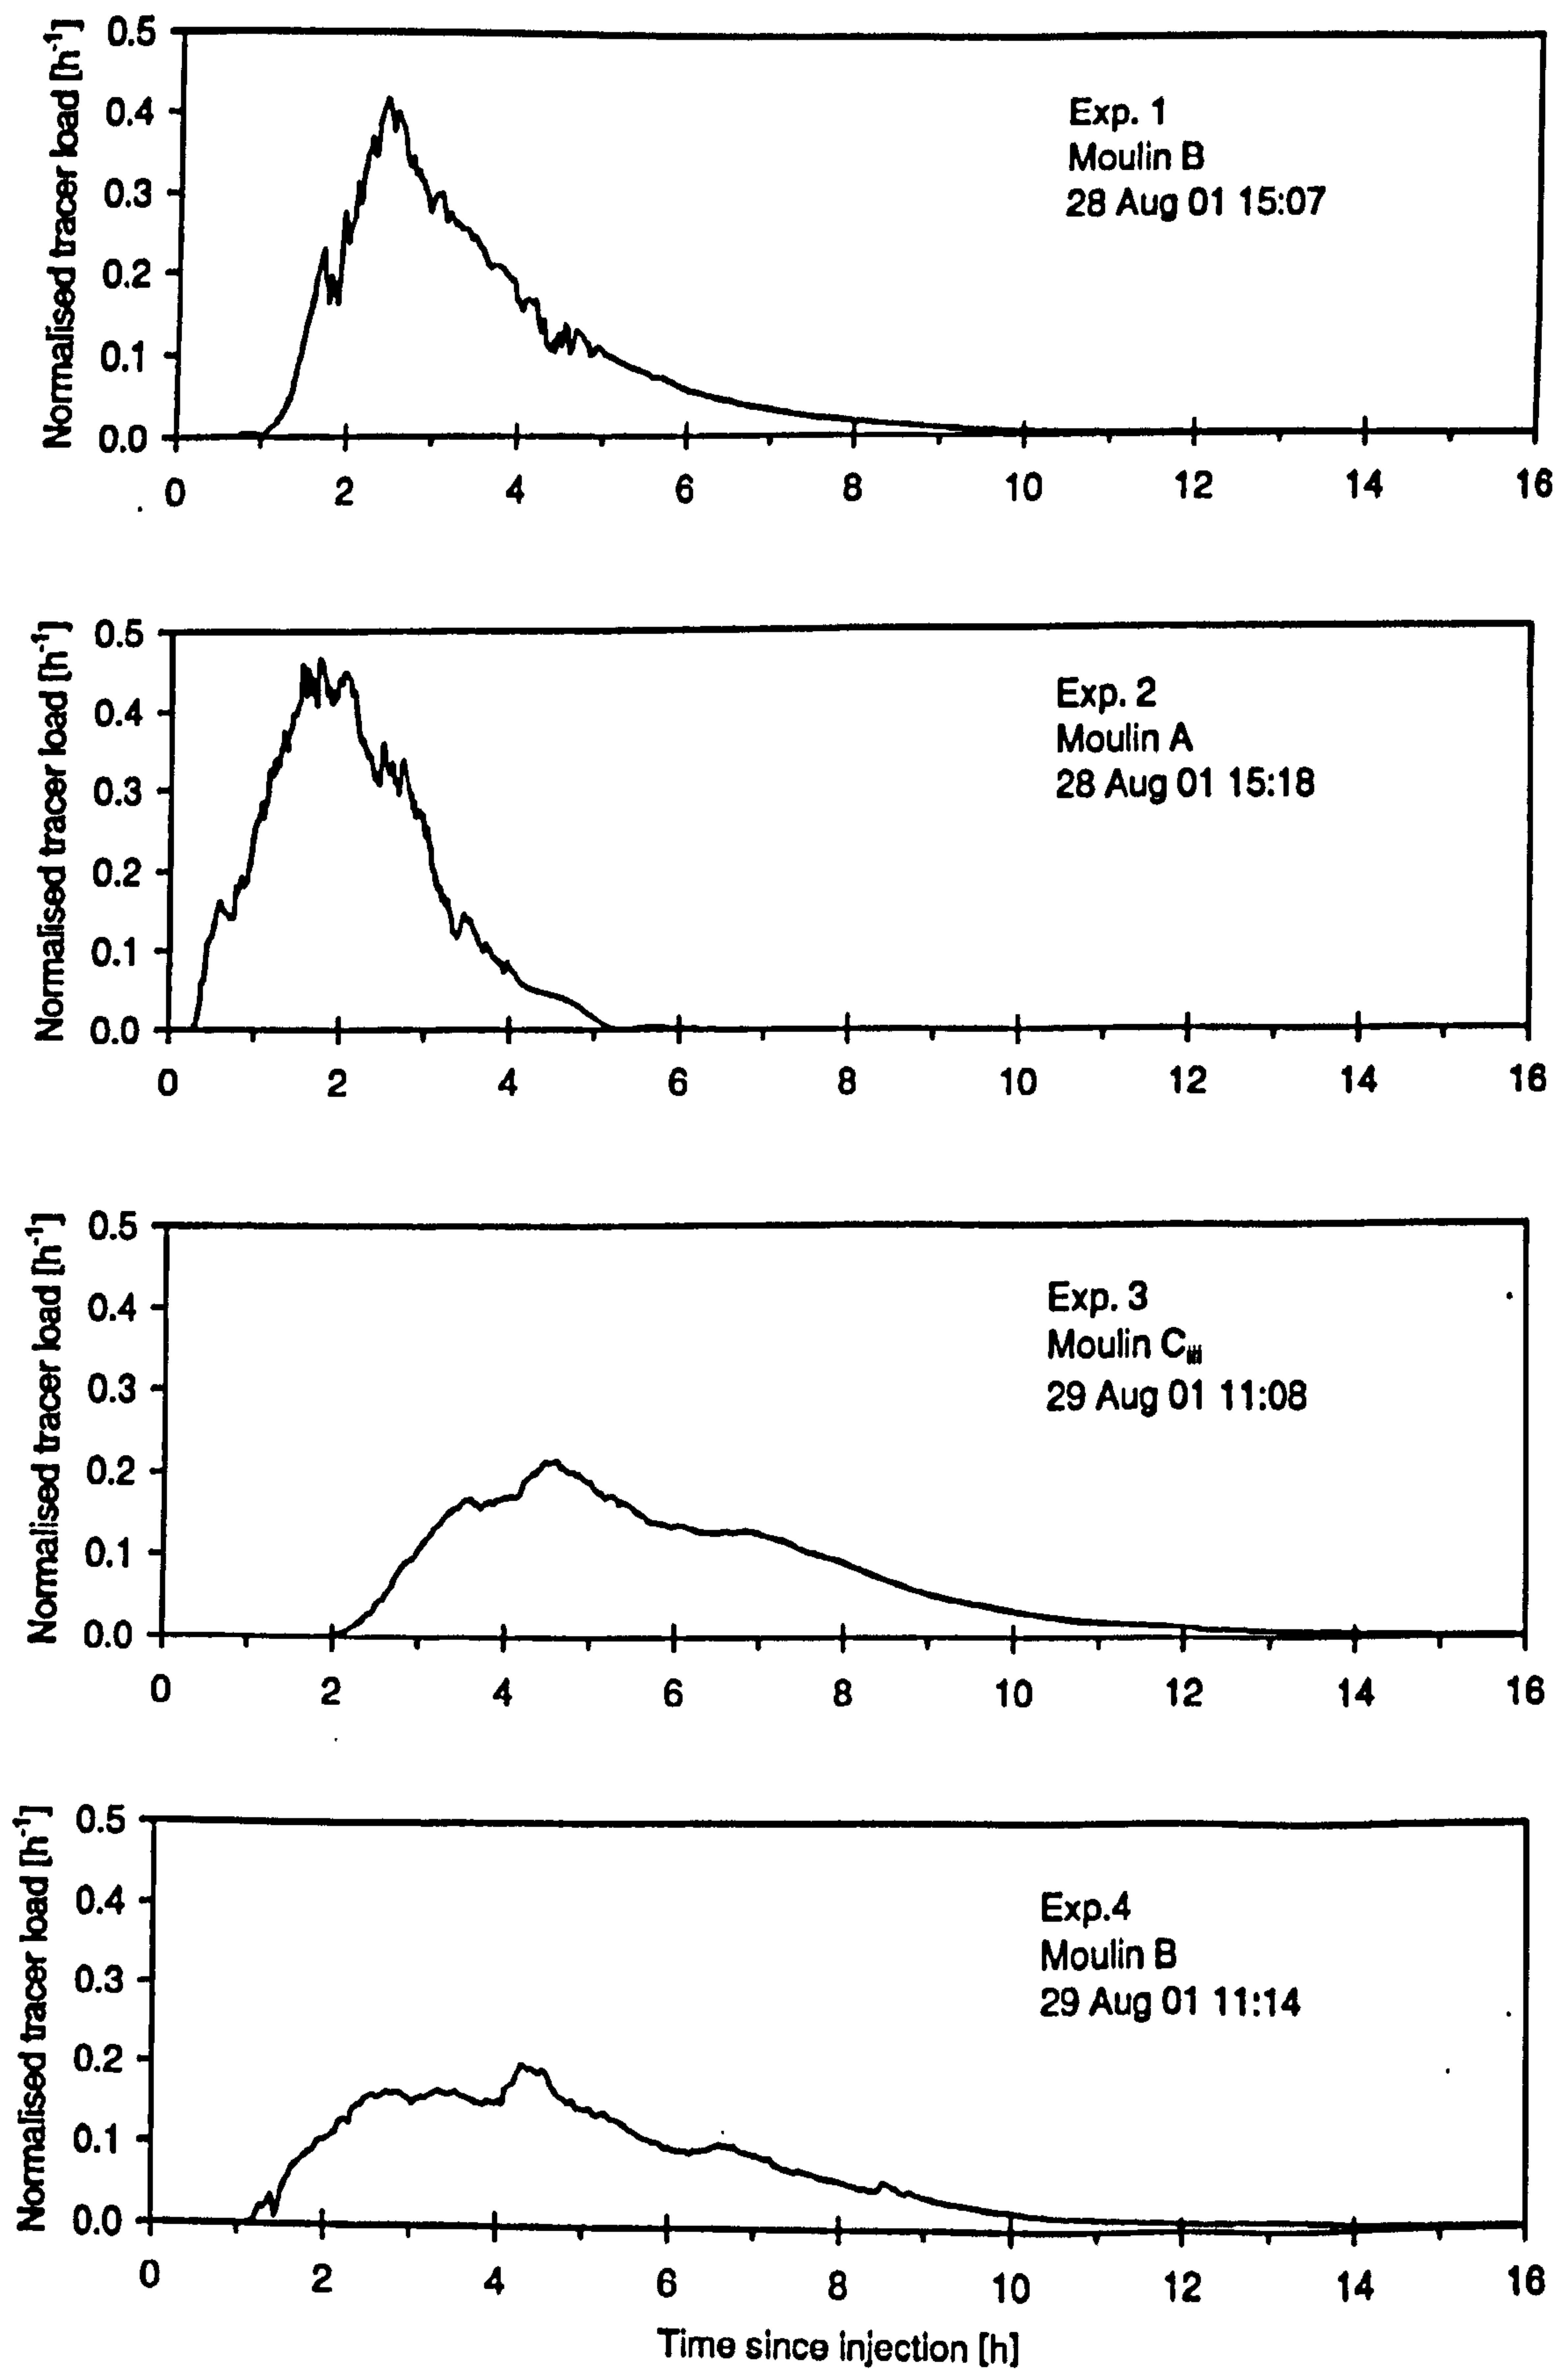 Normalised tracer load [h⁻¹]
0.5
0.4
0.3
0.2
0.1
0.0
Exp. 1
Moulin B
28 Aug 01 15:07
0 2 4 6 8 10 12 14 16
Normalised tracer load [h⁻¹]
0.5
0.4
0.3
0.2
0.1
0.0
Exp. 2
Moulin A
28 Aug 01 15:18
0 2 4 6 8 10 12 14 16
Normalised tracer load [h⁻¹]
0.5
0.4
0.3
0.2
0.1
0.0
Exp. 3
Moulin Ciii
29 Aug 01 11:08
0 2 4 6 8 10 12 14 16
Normalised tracer load [h⁻¹]
0.5
0.4
0.3
0.2
0.1
0.0
Exp.4
Moulin B
29 Aug 01 11:14
0 2 4 6 8 10 12 14 16
Time since injection [h]